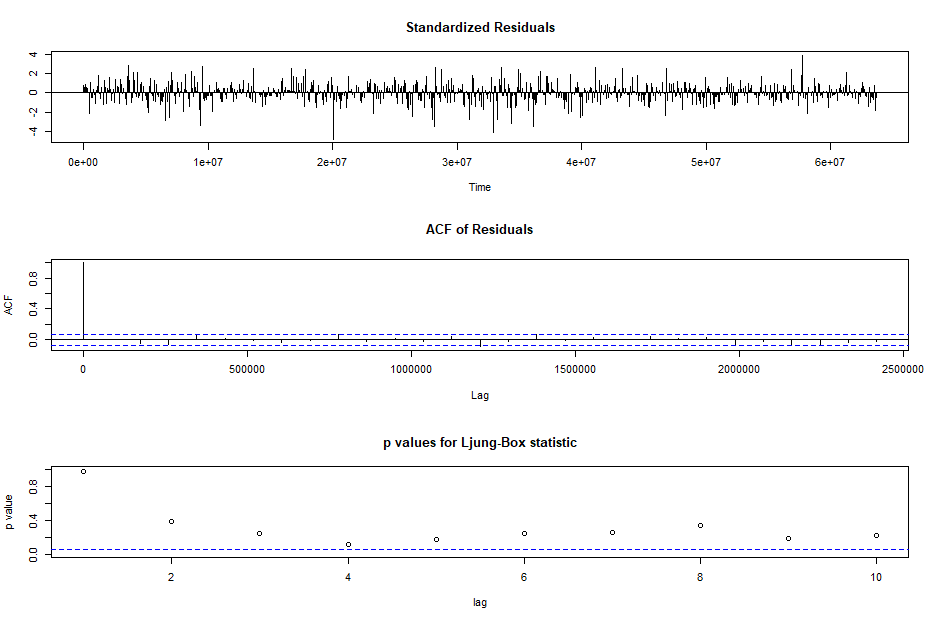 Standardized Residuals
4
2
0
-2
-4
0e+00 1e+07 2e+07 3e+07 4e+07 5e+07 6e+07
Time
ACF of Residuals
ACF
0.8
0.4
0.0
0 500000 1000000 1500000 2000000 2500000
Lag
p values for Ljung-Box statistic
p value
0.8
0.4
0.0
2 4 6 8 10
lag